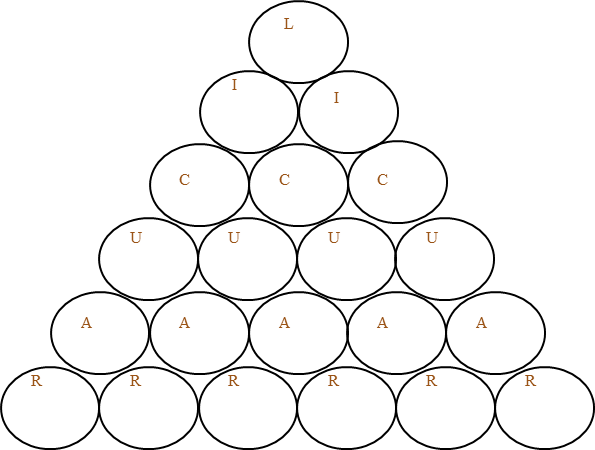 L
I I
C C C
U U U U
A A A A A
R R R R R R